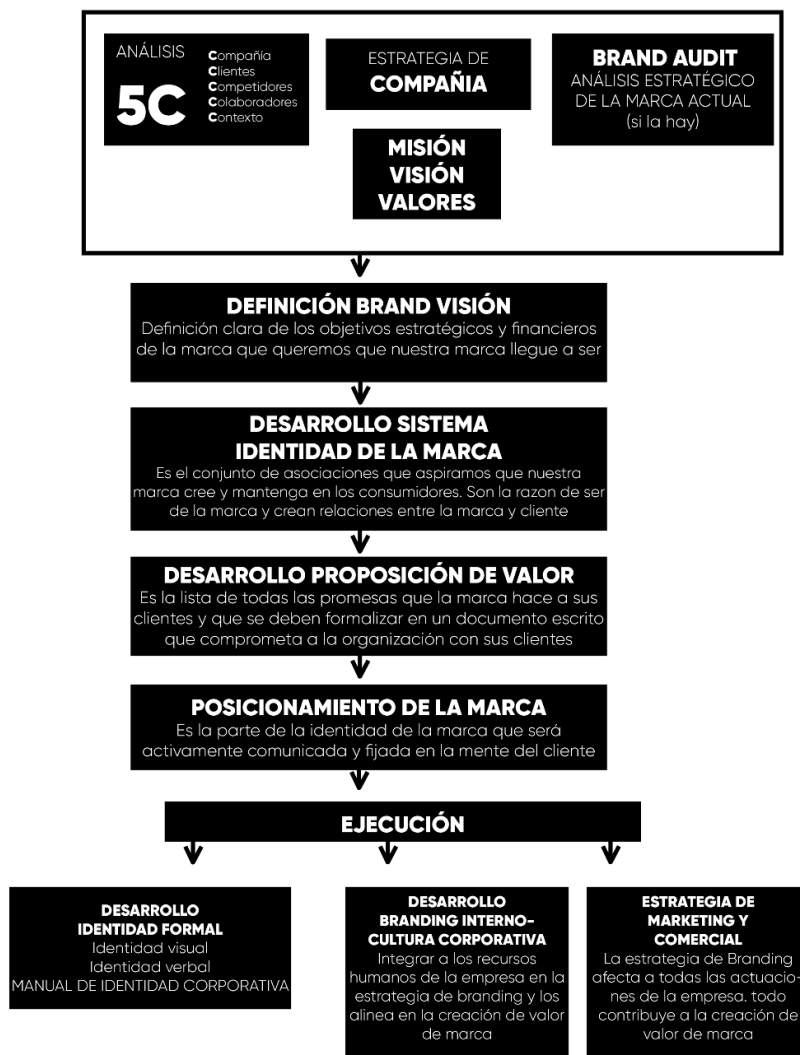 ANÁLISIS
5C
Compañía
Clientes
Competidores
Colaboradores
Contexto
ESTRATEGIA DE
COMPAÑIA
BRAND AUDIT
ANÁLISIS ESTRATÉGICO
DE LA MARCA ACTUAL
(si la hay)
MISIÓN
VISIÓN
VALORES
DEFINICIÓN BRAND VISIÓN
Definición clara de los objetivos estratégicos y financieros
de la marca que queremos que nuestra marca llegue a ser
DESARROLLO SISTEMA
IDENTIDAD DE LA MARCA
Es el conjunto de asociaciones que aspiramos que nuestra
marca cree y mantenga en los consumidores. Son la razon de ser
de la marca y crean relaciones entre la marca y cliente
DESARROLLO PROPOSICIÓN DE VALOR
Es la lista de todas las promesas que la marca hace a sus
clientes y que se deben formalizar en un documento escrito
que comprometa a la organización con sus clientes
POSICIONAMIENTO DE LA MARCA
Es la parte de la identidad de la marca que será
activamente comunicada y fijada en la mente del cliente
EJECUCIÓN
DESARROLLO
IDENTIDAD FORMAL
Identidad visual
Identidad verbal
MANUAL DE IDENTIDAD CORPORATIVA
DESARROLLO
BRANDING INTERNO-
CULTURA CORPORATIVA
Integrar a los recursos
humanos de la empresa en la
estrategia de branding y los
alinea en la creación de valor
de marca
ESTRATEGIA DE
MARKETING Y
COMERCIAL
La estrategia de Branding
afecta a todas las actuacio-
nes de la empresa. todo
contribuye a la creación de
valor de marca